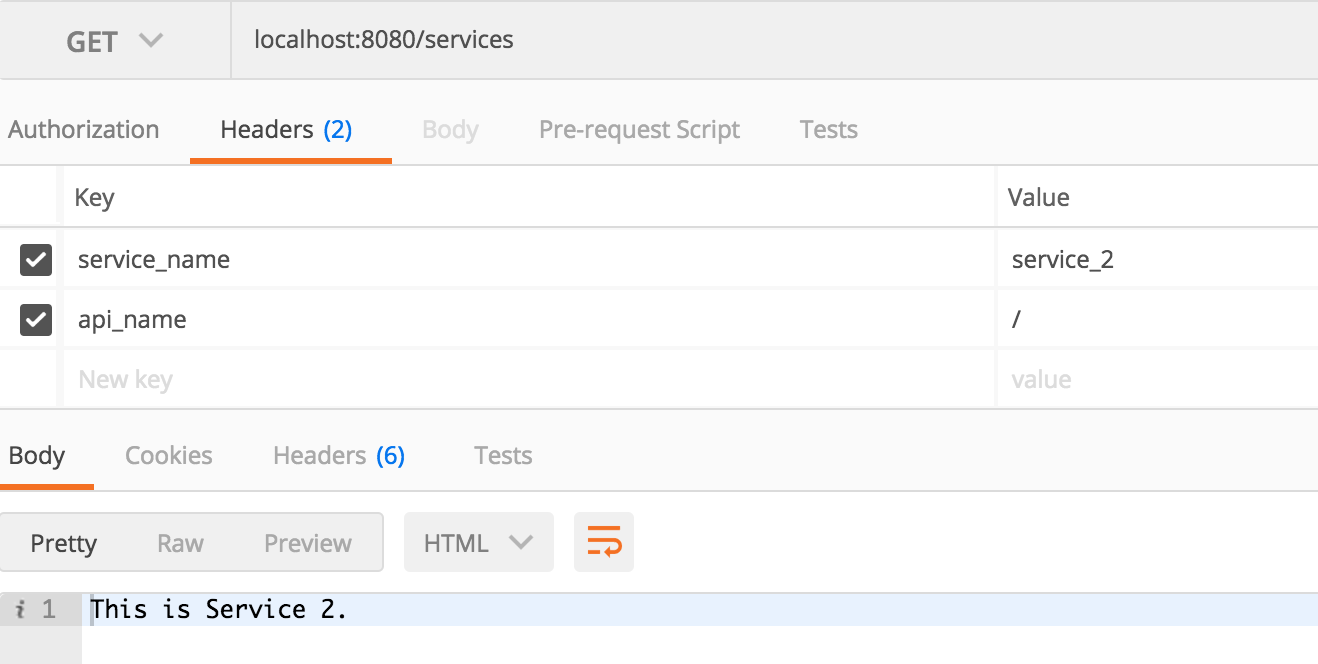 GET localhost:8080/services
Authorization Headers (2) Body Pre-request Script Tests
Key Value
service_name service_2
api_name /
New key value
Body Cookies Headers (6) Tests
Pretty Raw Preview HTML
i 1 This is Service 2.